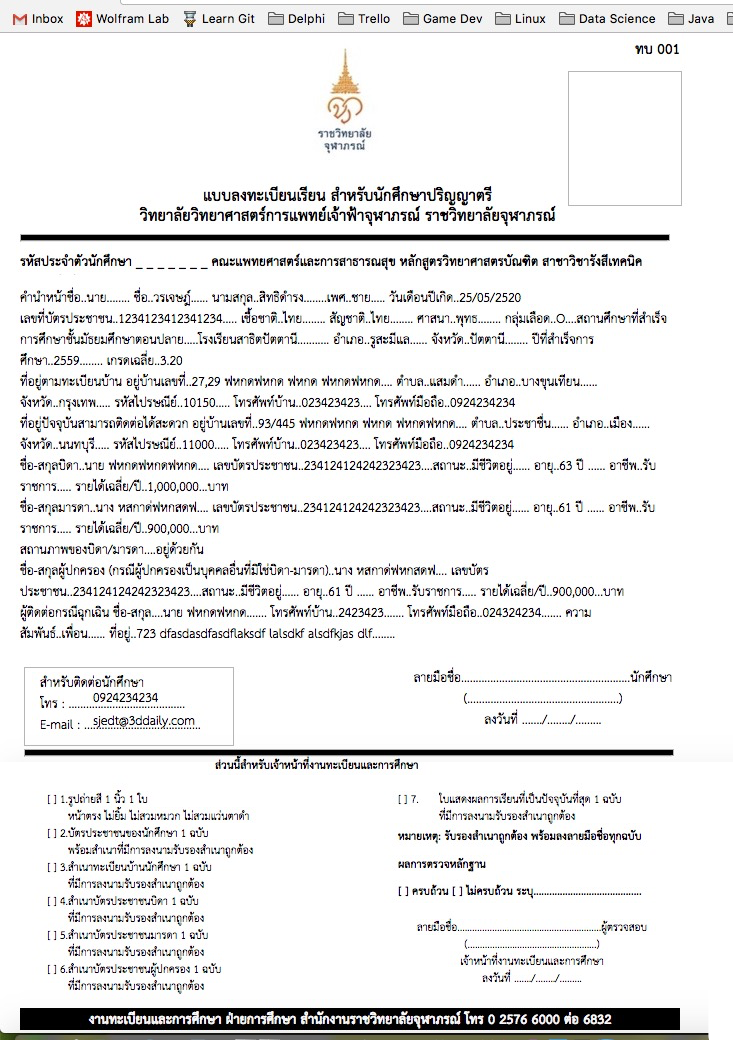 Inbox Wolfram Lab Learn Git Delphi Trello Game Dev Linux Data Science Java
ทบ 001
ราชวิทยาลัย
จุฬาภรณ์
แบบลงทะเบียนเรียน สำหรับนักศึกษาปริญญาตรี
วิทยาลัยวิทยาศาสตร์การแพทย์เจ้าฟ้าจุฬาภรณ์ ราชวิทยาลัยจุฬาภรณ์
รหัสประจำตัวนักศึกษา _ _ _ _ _ _ _ คณะแพทยศาสตร์และการสาธารณสุข หลักสูตรวิทยาศาสตรบัณฑิต สาชาวิชารังสีเทคนิค
คำนำหน้าชื่อ..นาย........ ชื่อ..วรเจษฎ์...... นามสกุล..สิทธิดำรง........เพศ..ชาย..... วันเดือนปีเกิด..25/05/2520
เลขที่บัตรประชาชน..1234123412341234..... เชื้อชาติ..ไทย........ สัญชาติ..ไทย........ ศาสนา..พุทธ........ กลุ่มเลือด..O....สถานศึกษาที่สำเร็จ
การศึกษาชั้นมัธยมศึกษาตอนปลาย.....โรงเรียนสาธิตปัตตานี........... อำเภอ..รูสะมีแล...... จังหวัด..ปัตตานี........ ปีที่สำเร็จการ
ศึกษา..2559........ เกรดเฉลี่ย..3.20
ที่อยู่ตามทะเบียนบ้าน อยู่บ้านเลขที่..27,29 ฟหกดฟหกด ฟหกด ฟหกดฟหกด.... ตำบล..แสมดำ...... อำเภอ..บางขุนเทียน......
จังหวัด..กรุงเทพ..... รหัสไปรษณีย์..10150..... โทรศัพท์บ้าน..023423423.... โทรศัพท์มือถือ..0924234234
ที่อยู่ปัจจุบันสามารถติดต่อได้สะดวก อยู่บ้านเลขที่..93/445 ฟหกดฟหกด ฟหกด ฟหกดฟหกด.... ตำบล..ประชาชื่น...... อำเภอ..เมือง......
จังหวัด..นนทบุรี..... รหัสไปรษณีย์..11000..... โทรศัพท์บ้าน..023423423.... โทรศัพท์มือถือ..0924234234
ชื่อ-สกุลบิดา..นาย ฟหกดฟหกดฟหกด.... เลขบัตรประชาชน..234124124242323423....สถานะ..มีชีวิตอยู่...... อายุ..63 ปี ...... อาชีพ..รับ
ราชการ..... รายได้เฉลี่ย/ปี..1,000,000...บาท
ชื่อ-สกุลมารดา..นาง หสกาด่ฟหกสดฟ.... เลขบัตรประชาชน..234124124242323423....สถานะ..มีชีวิตอยู่...... อายุ..61 ปี ...... อาชีพ..รับ
ราชการ..... รายได้เฉลี่ย/ปี..900,000...บาท
สถานภาพของบิดา/มารดา....อยู่ด้วยกัน
ชื่อ-สกุลผู้ปกครอง (กรณีผู้ปกครองเป็นบุคคลอื่นที่มิใช่บิดา-มารดา)..นาง หสกาด่ฟหกสดฟ.... เลขบัตร
ประชาชน..234124124242323423....สถานะ..มีชีวิตอยู่...... อายุ..61 ปี ...... อาชีพ..รับราชการ..... รายได้เฉลี่ย/ปี..900,000...บาท
ผู้ติดต่อกรณีฉุกเฉิน ชื่อ-สกุล....นาย ฟหกดฟหกด....... โทรศัพท์บ้าน..2423423....... โทรศัพท์มือถือ..024324234....... ความ
สัมพันธ์..เพื่อน...... ที่อยู่..723 dfasdasdfasdflaksdf lalsdkf alsdfkjas dlf........
สำหรับติดต่อนักศึกษา
โทร : 0924234234
E-mail : sjedt@3ddaily.com
ลายมือชื่อ..........................................................นักศึกษา
(....................................................)
ลงวันที่ ......./......../.........
ส่วนนี้สำหรับเจ้าหน้าที่งานทะเบียนและการศึกษา
[ ] 1.รูปถ่ายสี 1 นิ้ว 1 ใบ
หน้าตรง ไม่ยิ้ม ไม่สวมหมวก ไม่สวมแว่นตาดำ
[ ] 2.บัตรประชาชนของนักศึกษา 1 ฉบับ
พร้อมสำเนาที่มีการลงนามรับรองสำเนาถูกต้อง
[ ] 3.สำเนาทะเบียนบ้านนักศึกษา 1 ฉบับ
ที่มีการลงนามรับรองสำเนาถูกต้อง
[ ] 4.สำเนาบัตรประชาชนบิดา 1 ฉบับ
ที่มีการลงนามรับรองสำเนาถูกต้อง
[ ] 5.สำเนาบัตรประชาชนมารดา 1 ฉบับ
ที่มีการลงนามรับรองสำเนาถูกต้อง
[ ] 6.สำเนาบัตรประชาชนผู้ปกครอง 1 ฉบับ
ที่มีการลงนามรับรองสำเนาถูกต้อง
[ ] 7. ใบแสดงผลการเรียนที่เป็นปัจจุบันที่สุด 1 ฉบับ
ที่มีการลงนามรับรองสำเนาถูกต้อง
หมายเหตุ: รับรองสำเนาถูกต้อง พร้อมลงลายมือชื่อทุกฉบับ
ผลการตรวจหลักฐาน
[ ] ครบถ้วน [ ] ไม่ครบถ้วน ระบุ........................................
ลายมือชื่อ......................................................ผู้ตรวจสอบ
(................................................)
เจ้าหน้าที่งานทะเบียนและการศึกษา
ลงวันที่ ......./......../.........
งานทะเบียนและการศึกษา ฝ่ายการศึกษา สำนักงานราชวิทยาลัยจุฬาภรณ์ โทร 0 2576 6000 ต่อ 6832